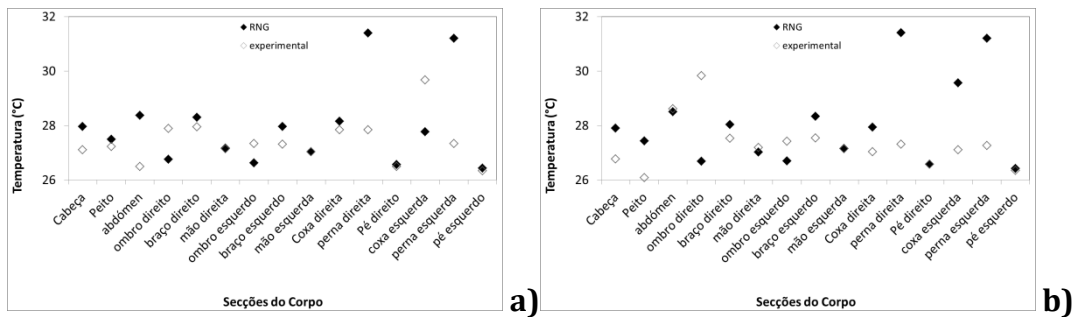 32
30
28
26
Temperatura (°C)
RNG
experimental
Cabeça
Peito
abdómen
ombro direito
braço direito
mão direita
ombro esquerdo
braço esquerdo
mão esquerda
Coxa direita
perna direita
Pé direito
coxa esquerda
perna esquerda
pé esquerdo
Secções do Corpo
a)
32
30
28
26
Temperatura (°C)
RNG
experimental
Cabeça
Peito
abdómen
ombro direito
braço direito
mão direita
ombro esquerdo
braço esquerdo
mão esquerda
Coxa direita
perna direita
Pé direito
coxa esquerda
perna esquerda
pé esquerdo
Secções do Corpo
b)